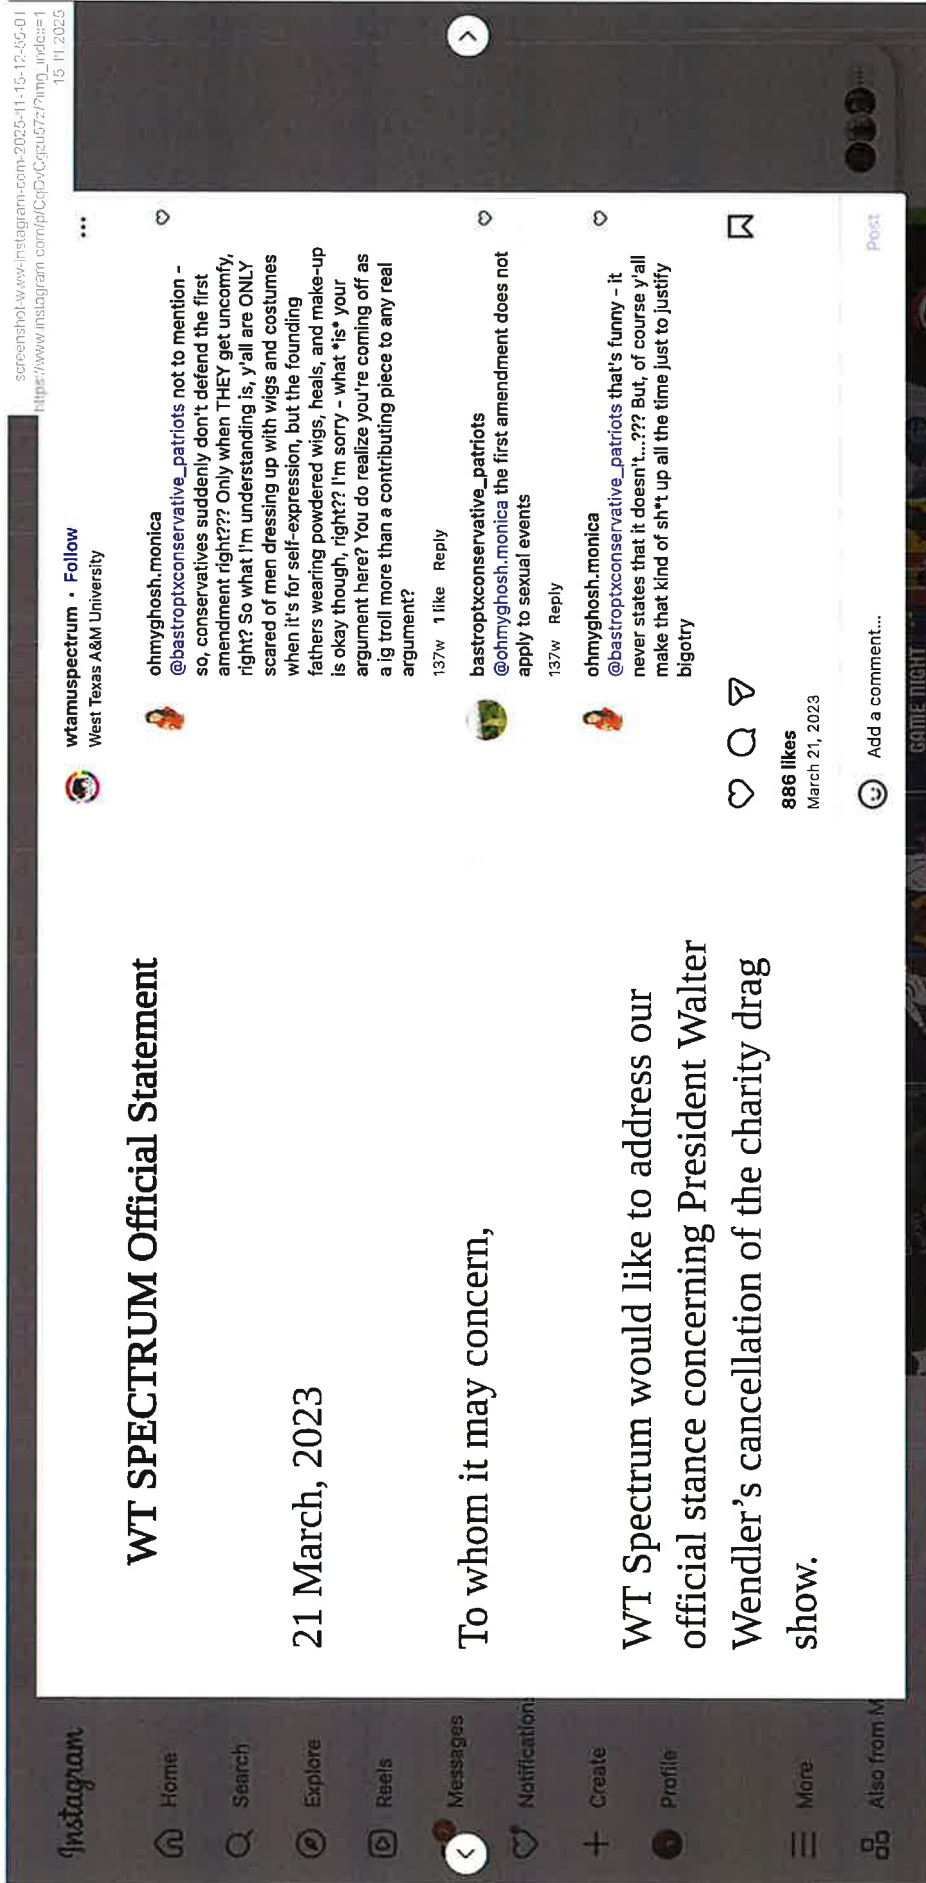 screenshot-www-instagram-com-2025-11-15-12-55-01
https://www.instagram.com/p/CqDvCgzu57z/?img_index=1
15.11.2025
Instagram
Home
Search
Explore
Reels
Messages
Notifications
Create
Profile
More
Also from M
WT SPECTRUM Official Statement
21 March, 2023
To whom it may concern,
WT Spectrum would like to address our
official stance concerning President Walter
Wendler's cancellation of the charity drag
show.
wtamuspectrum • Follow
West Texas A&M University
ohmyghosh.monica
@bastroptxconservative_patriots not to mention -
so, conservatives suddenly don't defend the first
amendment right??? Only when THEY get uncomfy,
right? So what I'm understanding is, y'all are ONLY
scared of men dressing up with wigs and costumes
when it's for self-expression, but the founding
fathers wearing powdered wigs, heals, and make-up
is okay though, right?? I'm sorry - what *is* your
argument here? You do realize you're coming off as
a ig troll more than a contributing piece to any real
argument?
137w 1 like Reply
bastroptxconservative_patriots
@ohmyghosh.monica the first amendment does not
apply to sexual events
137w Reply
ohmyghosh.monica
@bastroptxconservative_patriots that's funny - it
never states that it doesn't...??? But, of course y'all
make that kind of sh*t up all the time just to justify
bigotry
886 likes
March 21, 2023
Add a comment...
Post
GAME NIGHT